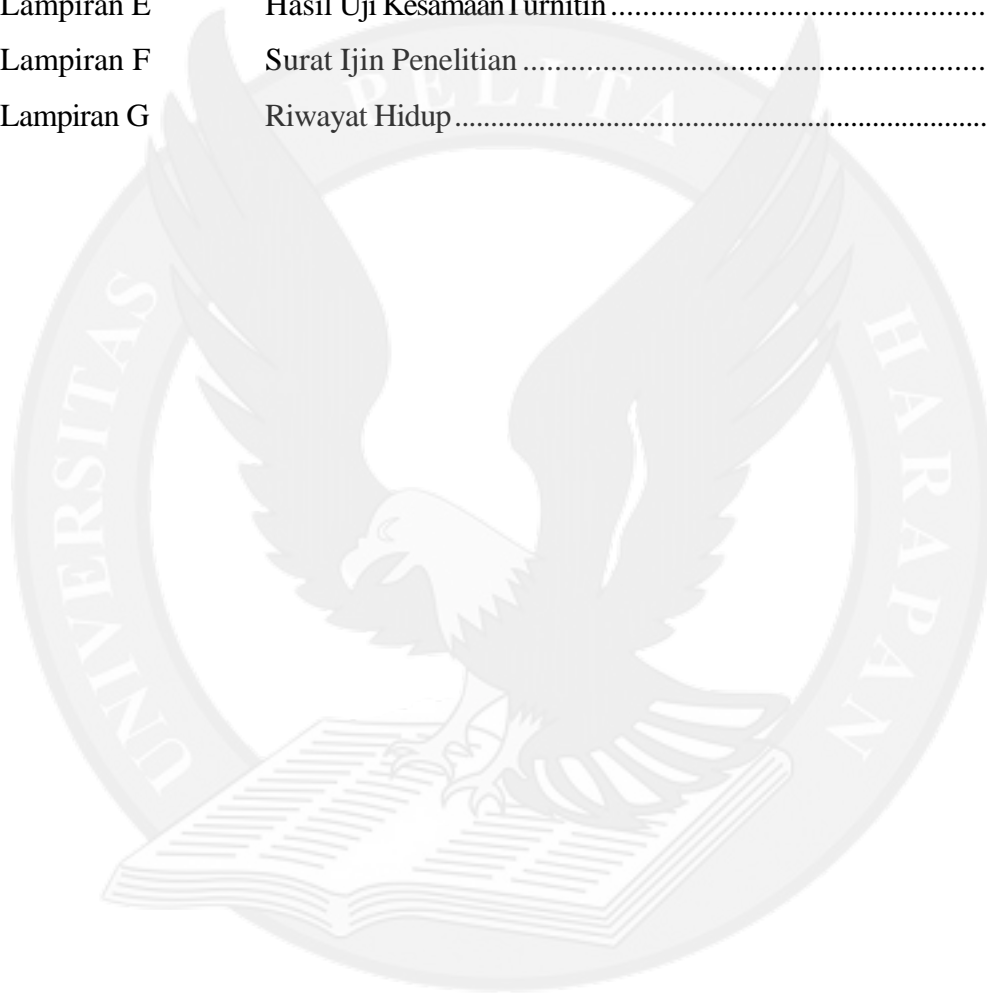 Lampiran E Hasil Uji KesamaanTurnitin........................................................
Lampiran F Surat Ijin Penelitian....................................................................
Lampiran G Riwayat Hidup.............................................................................
UNIVERSITAS PELITA HARAPAN